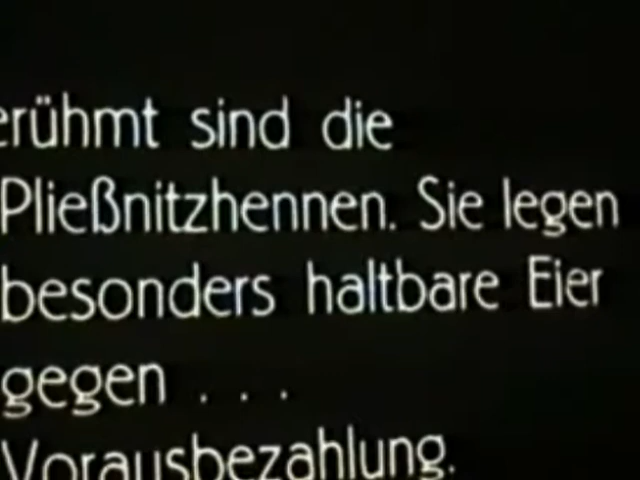 erühmt sind die
Pließnitzhennen. Sie legen
besonders haltbare Eier
gegen . . .
Vorausbezahlung.